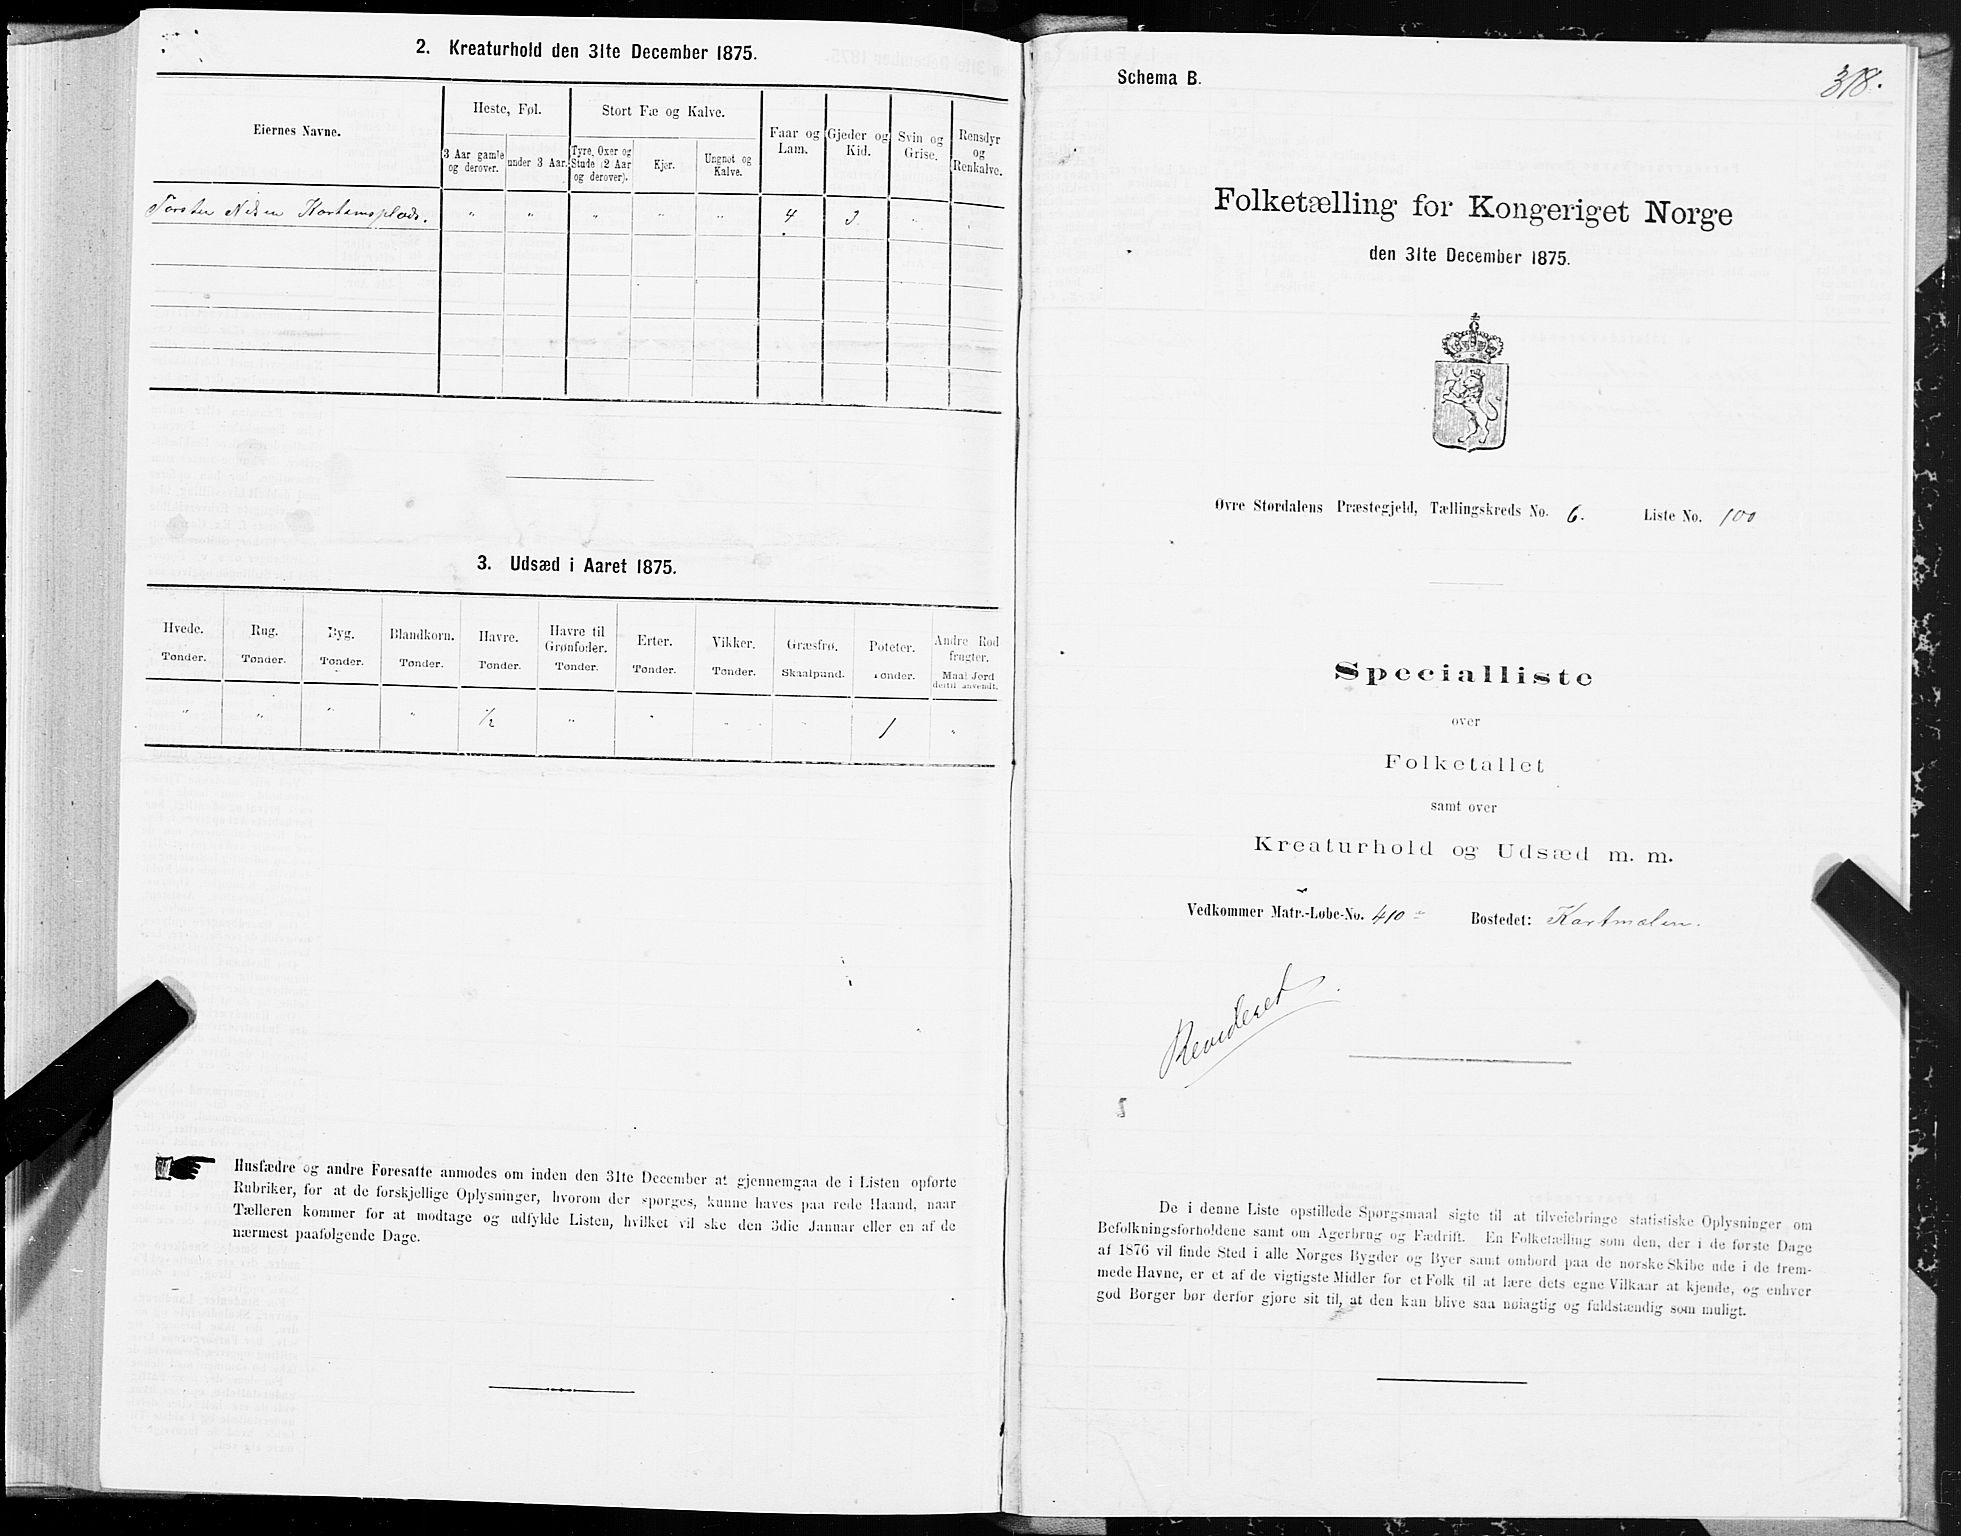 2. Kreaturhold den 31te December 1875.
Eiernes Navne.
Heste, Føl.
Stort Fæ og Kalve.
Faar og Lam.
Gjeder og Kid.
Svin og Grise.
Rensdyr og Renkalve.
3 Aar gamle og derover.
under 3 Aar.
Tyre, Oxer og Stude (2 Aar og derover).
Kjør.
Ungnøt og Kalve.
" " " " " 4 3
3. Udsæd i Aaret 1875.
Hvede. Rug. Byg. Blandkorn. Havre. Havre til Grønfoder. Erter. Vikker. Græsfrø. Poteter. Andre Rodfrugter.
Tønder. Tønder. Tønder. Tønder. Tønder. Tønder. Tønder. Tønder. Skaalpund. Tønder. Maal Jord dertil anvendt.
" " " " 1/2 " " " " 1 "
Husfædre og andre Foresatte anmodes om inden den 31te December at gjennemgaa de i Listen opførte
Rubriker, for at de forskjellige Oplysninger, hvorom der spørges, kunne haves paa rede Haand, naar
Tælleren kommer for at modtage og udfylde Listen, hvilket vil ske den 3die Januar eller en af de
nærmest paafølgende Dage.
Schema B.
318.
Folketælling for Kongeriget Norge
den 31te December 1875.
Øvre Størdalens Præstegjeld, Tællingskreds No. 6. Liste No. 100
Specialliste
over
Folketallet
samt over
Kreaturhold og Udsæd m. m.
Vedkommer Matr.-Løbe-No. 410 Bostedet: Kartmælen.
Revideret
De i denne Liste opstillede Spørgsmaal sigte til at tilveiebringe statistiske Oplysninger om
Befolkningsforholdene samt om Agerbrug og Fædrift. En Folketælling som den, der i de første Dage
af 1876 vil finde Sted i alle Norges Bygder og Byer samt ombord paa de norske Skibe ude i de frem-
mede Havne, er et af de vigtigste Midler for et Folk til at lære dets egne Vilkaar at kjende, og enhver
god Borger bør derfor gjøre sit til, at den kan blive saa nøiagtig og fuldstændig som muligt.